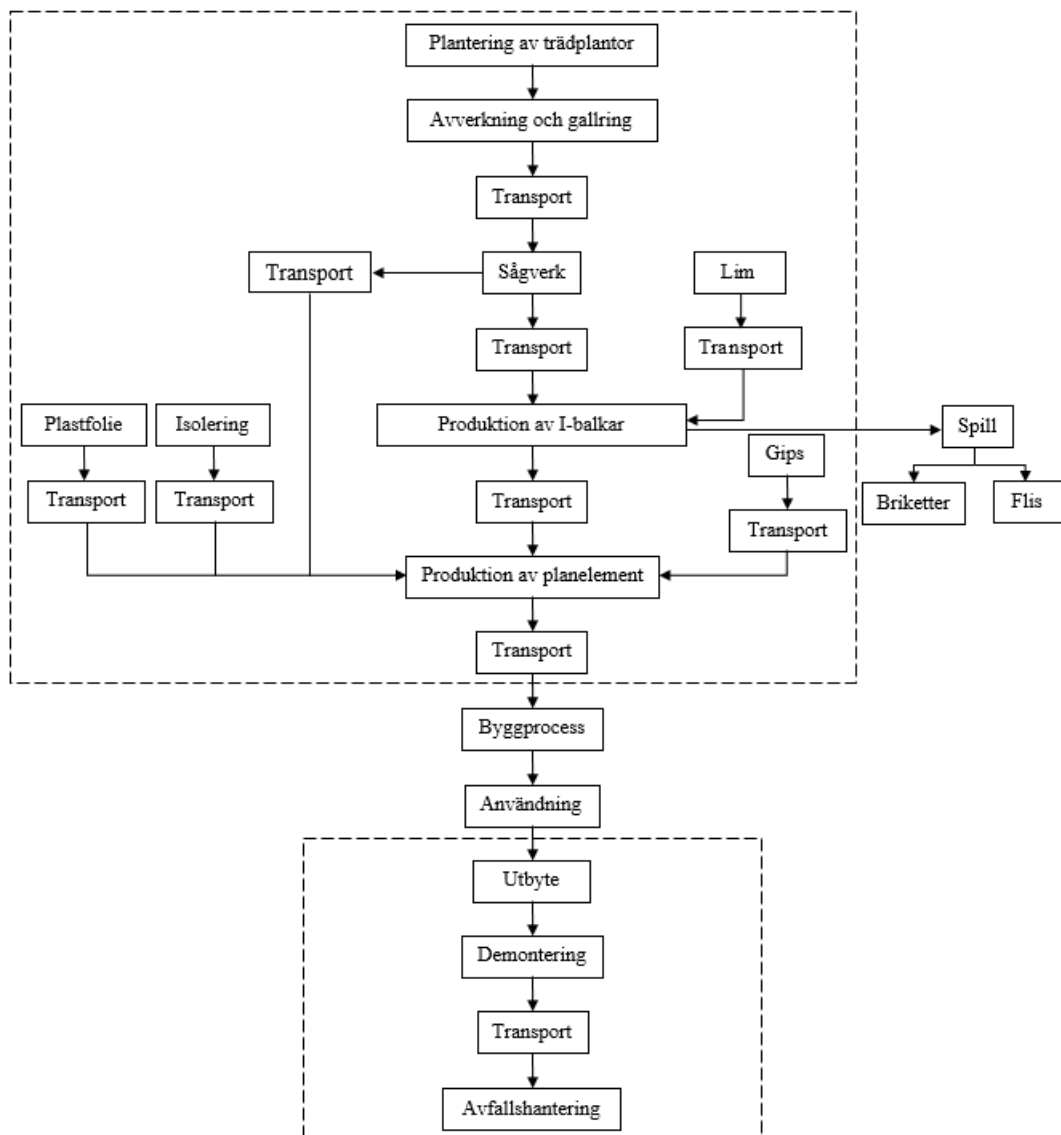 Plantering av trädplantor
Avverkning och gallring
Transport
Transport
Sågverk
Lim
Transport
Transport
Plastfolie
Isolering
Produktion av I-balkar
Spill
Gips
Transport
Transport
Transport
Briketter
Flis
Transport
Produktion av planelement
Transport
Byggprocess
Användning
Utbyte
Demontering
Transport
Avfallshantering